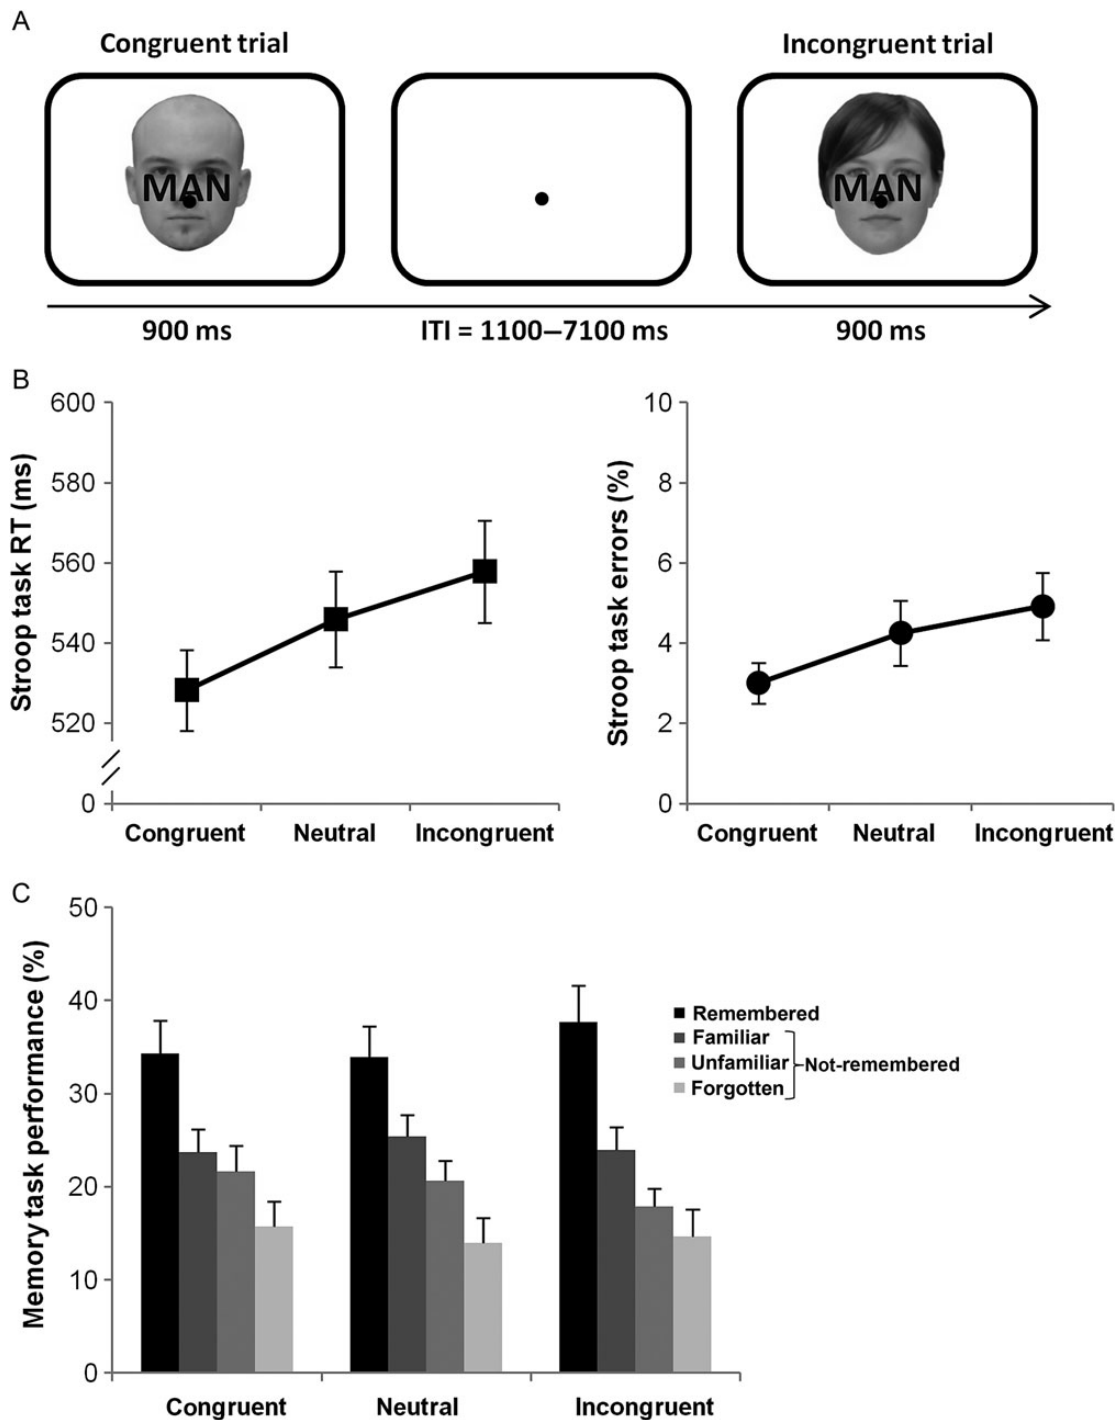 A
Congruent trial
Incongruent trial
MAN
MAN
900 ms
ITI = 1100–7100 ms
900 ms
B
Stroop task RT (ms)
600
580
560
540
520
0
Congruent
Neutral
Incongruent
Stroop task errors (%)
10
8
6
4
2
0
Congruent
Neutral
Incongruent
C
Memory task performance (%)
50
40
30
20
10
0
Remembered
Familiar
Unfamiliar
Not-remembered
Forgotten
Congruent
Neutral
Incongruent